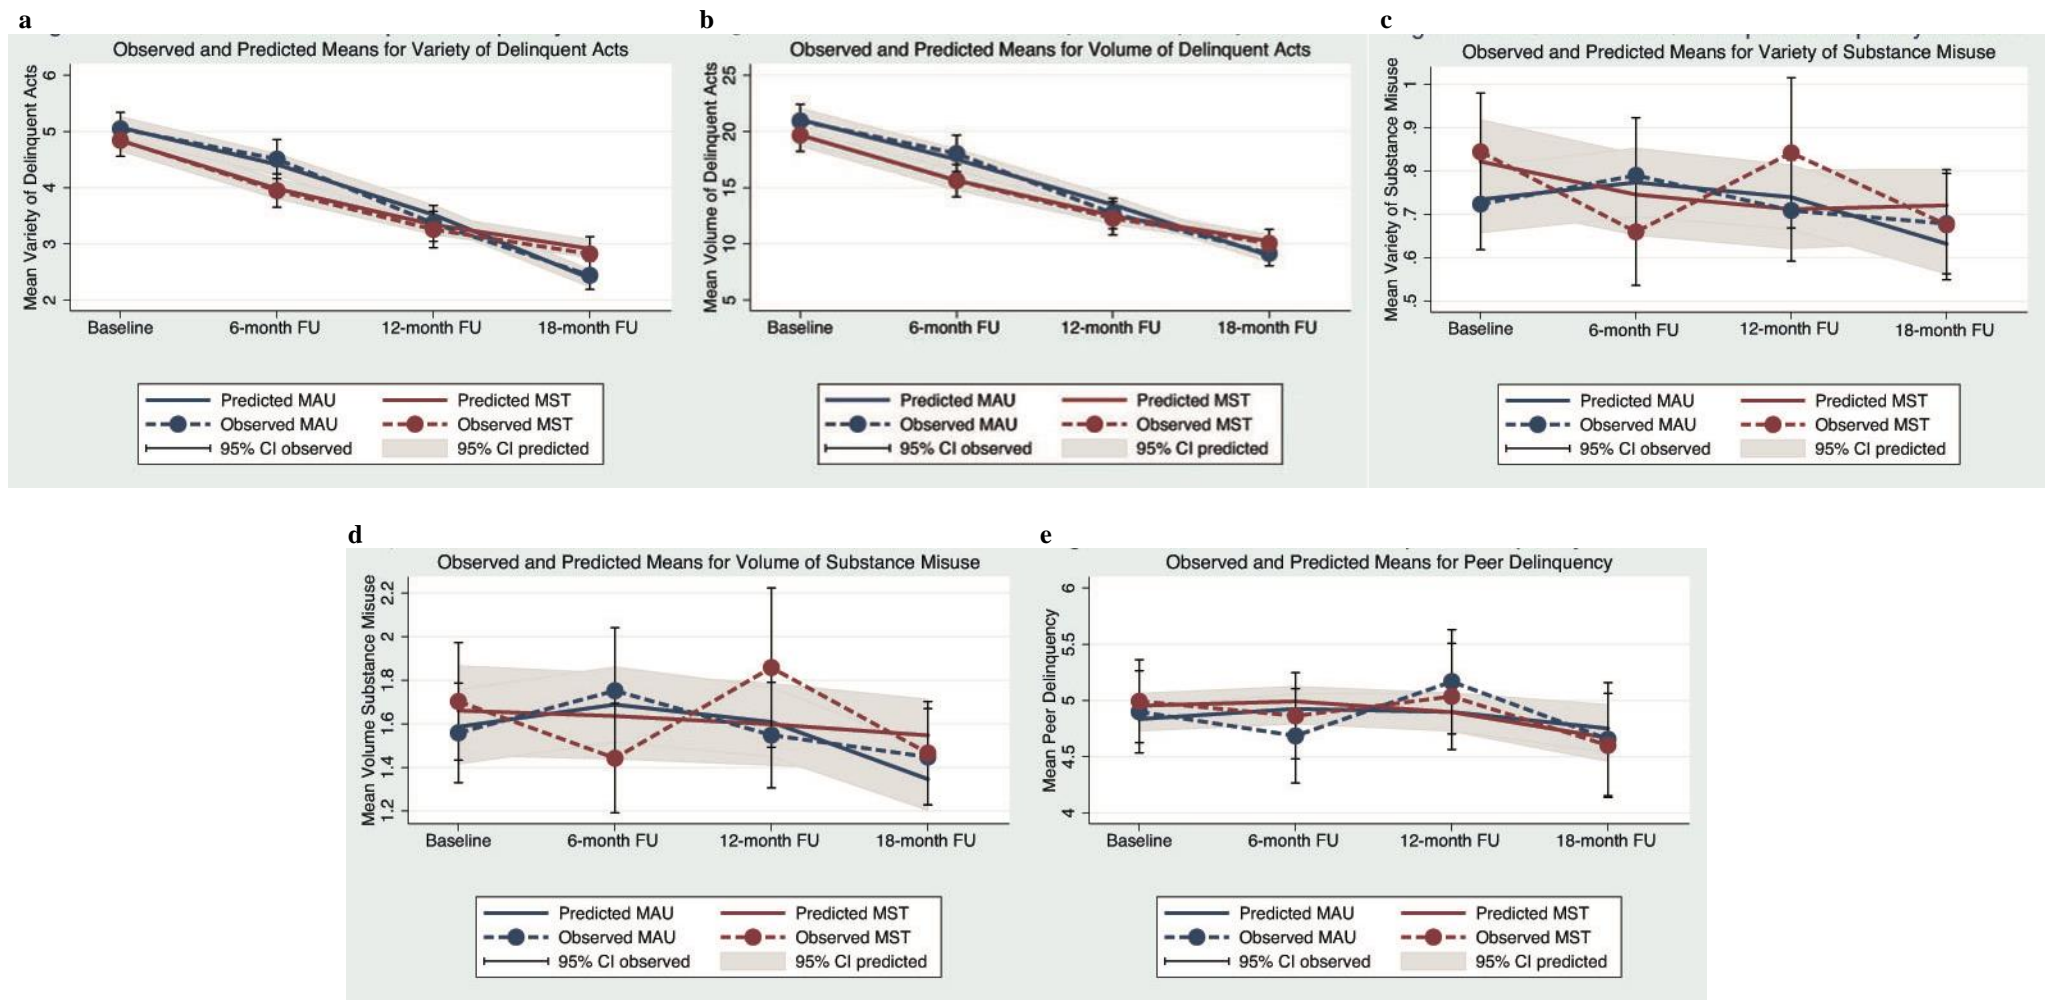 a
Observed and Predicted Means for Variety of Delinquent Acts
Mean Variety of Delinquent Acts
6
5
4
3
2
Baseline 6-month FU 12-month FU 18-month FU
Predicted MAU Predicted MST
Observed MAU Observed MST
95% CI observed 95% CI predicted
b
Observed and Predicted Means for Volume of Delinquent Acts
Mean Volume of Delinquent Acts
25
20
15
10
5
Baseline 6-month FU 12-month FU 18-month FU
Predicted MAU Predicted MST
Observed MAU Observed MST
95% CI observed 95% CI predicted
c
Observed and Predicted Means for Variety of Substance Misuse
Mean Variety of Substance Misuse
1
.9
.8
.7
.6
.5
Baseline 6-month FU 12-month FU 18-month FU
Predicted MAU Predicted MST
Observed MAU Observed MST
95% CI observed 95% CI predicted
d
Observed and Predicted Means for Volume of Substance Misuse
Mean Volume Substance Misuse
2.2
2
1.8
1.6
1.4
1.2
Baseline 6-month FU 12-month FU 18-month FU
Predicted MAU Predicted MST
Observed MAU Observed MST
95% CI observed 95% CI predicted
e
Observed and Predicted Means for Peer Delinquency
Mean Peer Delinquency
6
5.5
5
4.5
4
Baseline 6-month FU 12-month FU 18-month FU
Predicted MAU Predicted MST
Observed MAU Observed MST
95% CI observed 95% CI predicted